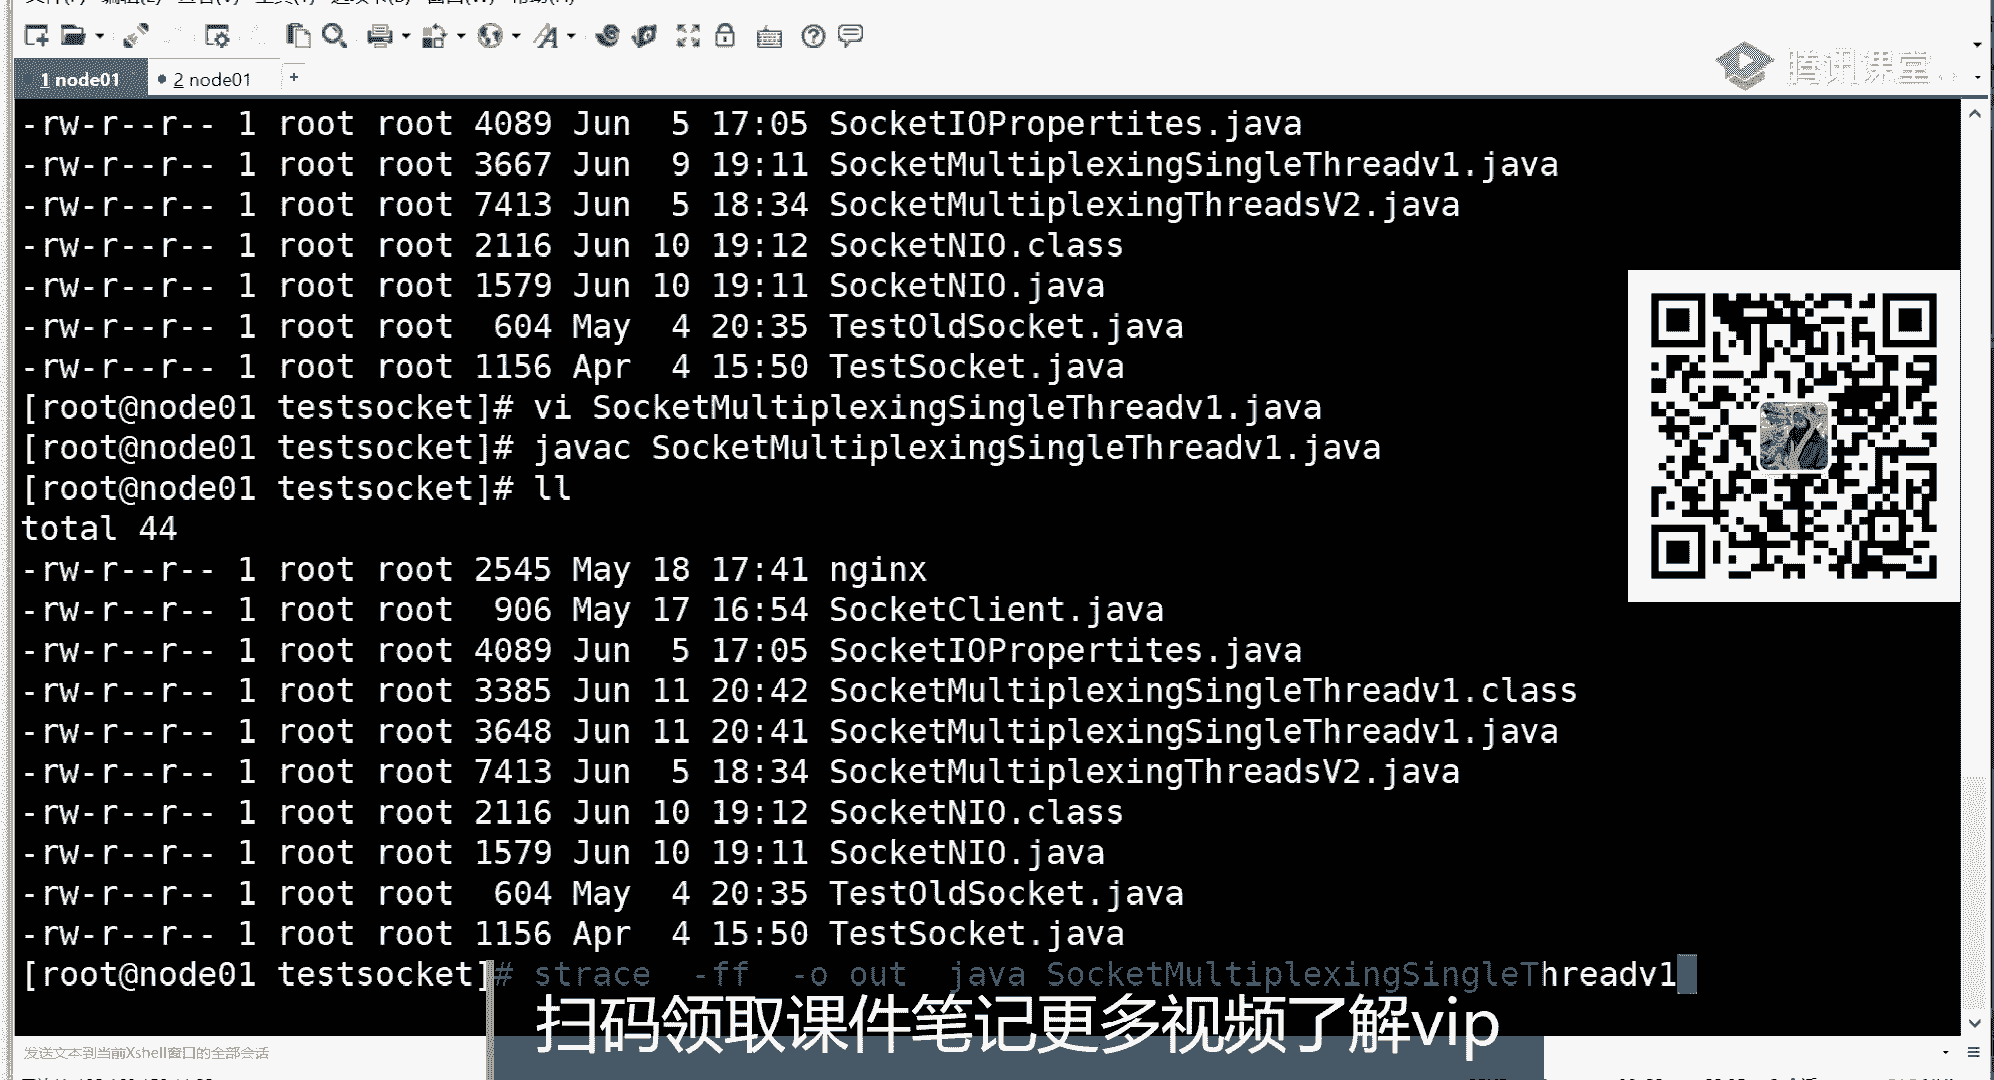 1 node01
2 node01
+
腾讯课堂
-rw-r--r-- 1 root root 4089 Jun  5 17:05 SocketIOPropertites.java
-rw-r--r-- 1 root root 3667 Jun  9 19:11 SocketMultiplexingSingleThreadv1.java
-rw-r--r-- 1 root root 7413 Jun  5 18:34 SocketMultiplexingThreadsV2.java
-rw-r--r-- 1 root root 2116 Jun 10 19:12 SocketNIO.class
-rw-r--r-- 1 root root 1579 Jun 10 19:11 SocketNIO.java
-rw-r--r-- 1 root root  604 May  4 20:35 TestOldSocket.java
-rw-r--r-- 1 root root 1156 Apr  4 15:50 TestSocket.java
[root@node01 testsocket]# vi SocketMultiplexingSingleThreadv1.java
[root@node01 testsocket]# javac SocketMultiplexingSingleThreadv1.java
[root@node01 testsocket]# ll
total 44
-rw-r--r-- 1 root root 2545 May 18 17:41 nginx
-rw-r--r-- 1 root root  906 May 17 16:54 SocketClient.java
-rw-r--r-- 1 root root 4089 Jun  5 17:05 SocketIOPropertites.java
-rw-r--r-- 1 root root 3385 Jun 11 20:42 SocketMultiplexingSingleThreadv1.class
-rw-r--r-- 1 root root 3648 Jun 11 20:41 SocketMultiplexingSingleThreadv1.java
-rw-r--r-- 1 root root 7413 Jun  5 18:34 SocketMultiplexingThreadsV2.java
-rw-r--r-- 1 root root 2116 Jun 10 19:12 SocketNIO.class
-rw-r--r-- 1 root root 1579 Jun 10 19:11 SocketNIO.java
-rw-r--r-- 1 root root  604 May  4 20:35 TestOldSocket.java
-rw-r--r-- 1 root root 1156 Apr  4 15:50 TestSocket.java
[root@node01 testsocket]# strace  -ff  -o out  java SocketMultiplexingSingleThreadv1
扫码领取课件笔记更多视频了解vip
发送文本到当前Xshell窗口的全部会话